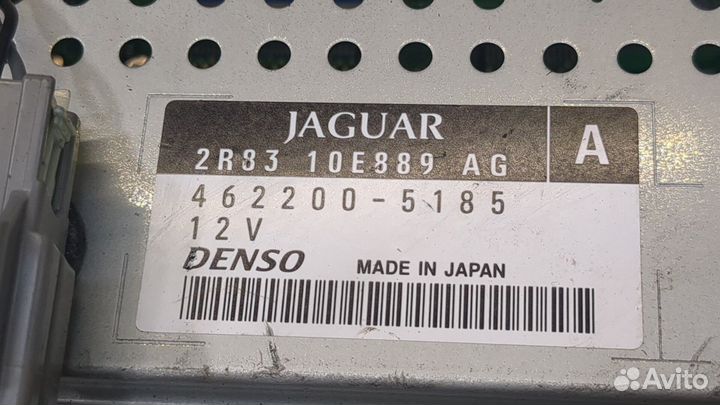 JAGUAR
2R83 10E889 AG
A
462200-5185
12V
DENSO MADE IN JAPAN
Avito